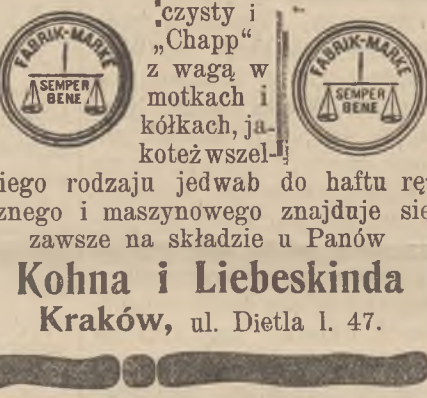 czysty i
„Chapp“
z wagą w
motkach i
kółkach, ja-
koteż wszel-
iego rodzaju jedwab do haftu rę
znego i maszynowego znajduje się
zawsze na składzie u Panów
Kohna i Liebeskinda
Kraków, ul. Dietla l. 47.
FABRIK-MARKE
SEMPER
BENE
FABRIK-MARKE
SEMPER
BENE